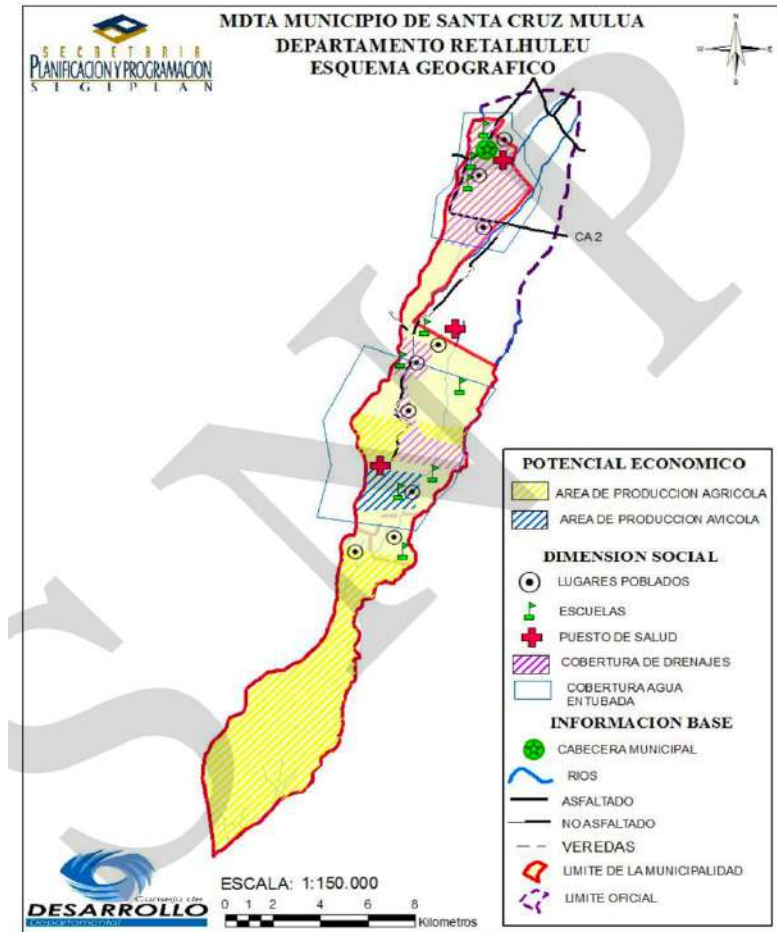 SECRETARIA
PLANIFICACION Y PROGRAMACION
SEGEPLAN
MDTA MUNICIPIO DE SANTA CRUZ MULUA
DEPARTAMENTO RETALHULEU
ESQUEMA GEOGRAFICO
N
W
E
S
CA 2
SNP
POTENCIAL ECONOMICO
AREA DE PRODUCCION AGRICOLA
AREA DE PRODUCCION AVICOLA
DIMENSION SOCIAL
LUGARES POBLADOS
ESCUELAS
PUESTO DE SALUD
COBERTURA DE DRENAJES
COBERTURA AGUA
ENTUBADA
INFORMACION BASE
CABECERA MUNICIPAL
RIOS
ASFALTADO
NO ASFALTADO
VEREDAS
LIMITE DE LA MUNICIPALIDAD
LIMITE OFICIAL
Consejo de
DESARROLLO
Departamental
ESCALA: 1:150.000
0 1 2 4 6 8
Kilometros